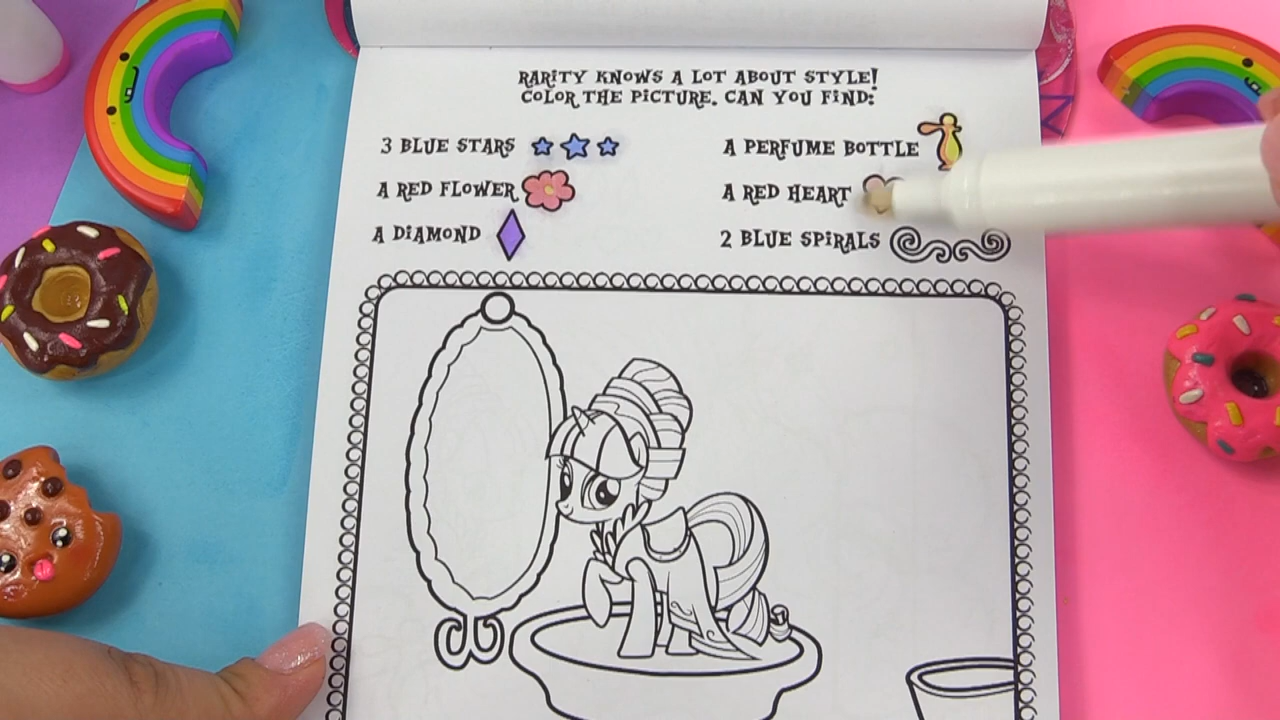 RARITY KNOWS A LOT ABOUT STYLE!
COLOR THE PICTURE. CAN YOU FIND:
3 BLUE STARS
A RED FLOWER
A DIAMOND
A PERFUME BOTTLE
A RED HEART
2 BLUE SPIRALS